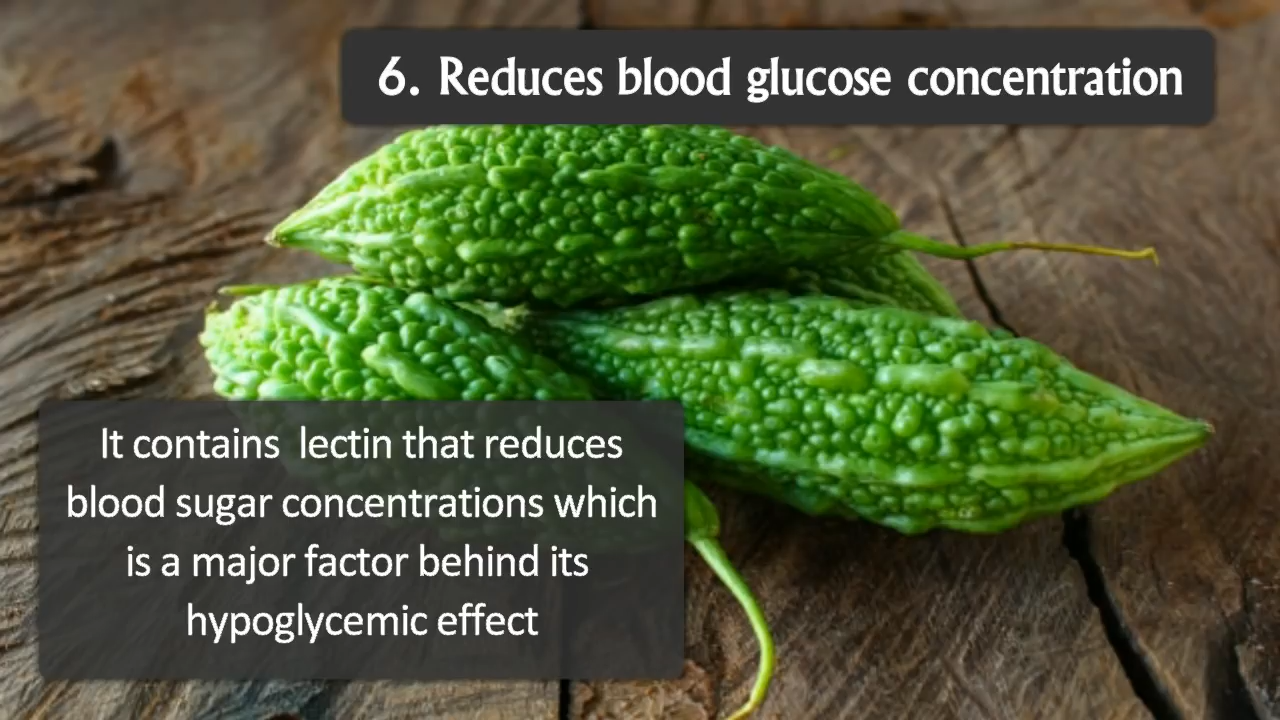 6. Reduces blood glucose concentration
It contains lectin that reduces
blood sugar concentrations which
is a major factor behind its
hypoglycemic effect